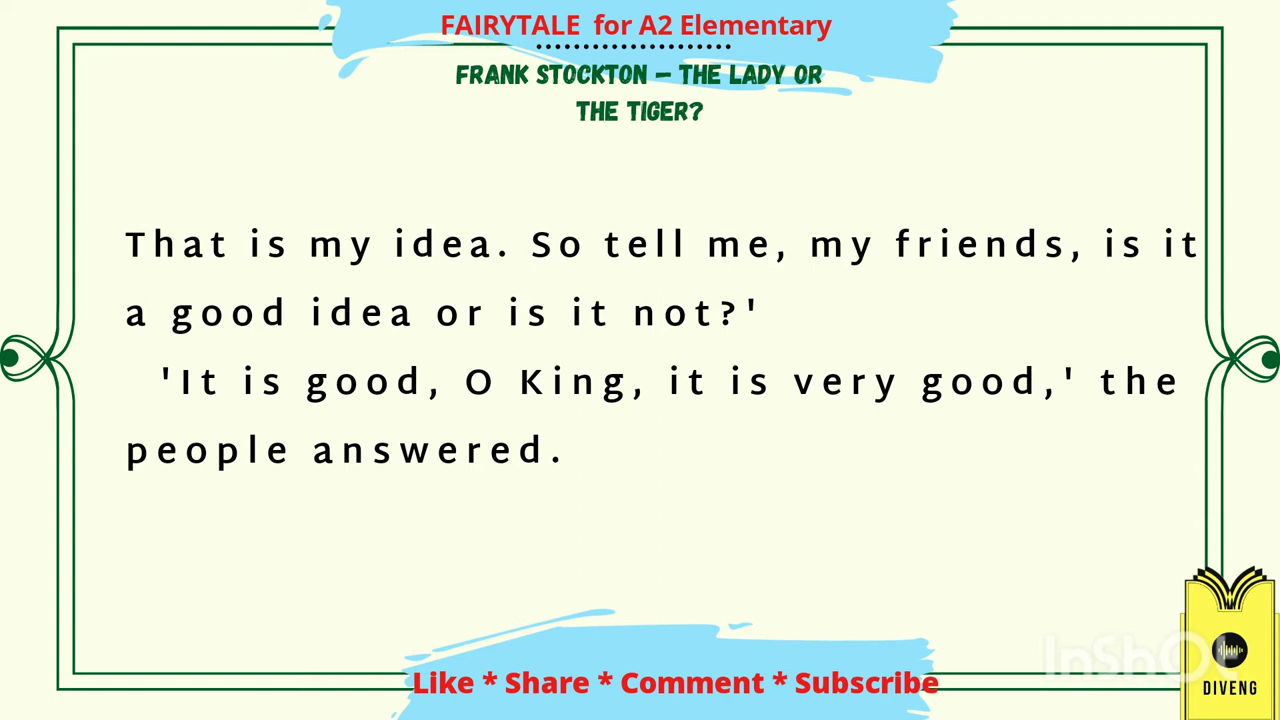 FAIRYTALE for A2 Elementary
FRANK STOCKTON – THE LADY OR
THE TIGER?
That is my idea. So tell me, my friends, is it
a good idea or is it not?'
'It is good, O King, it is very good,' the
people answered.
InShOt
DIVENG
Like * Share * Comment * Subscribe